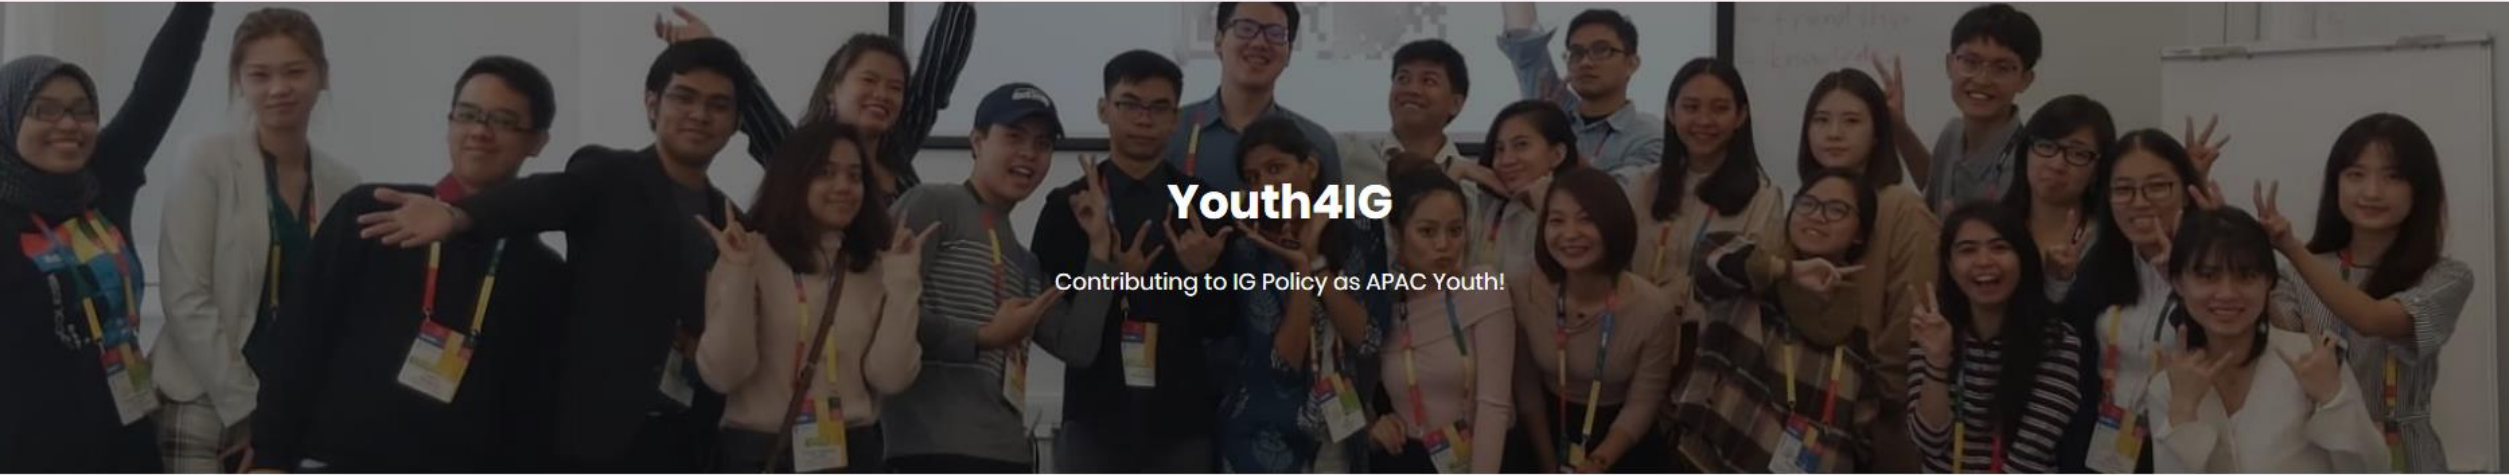 Youth4IG
Contributing to IG Policy as APAC Youth!